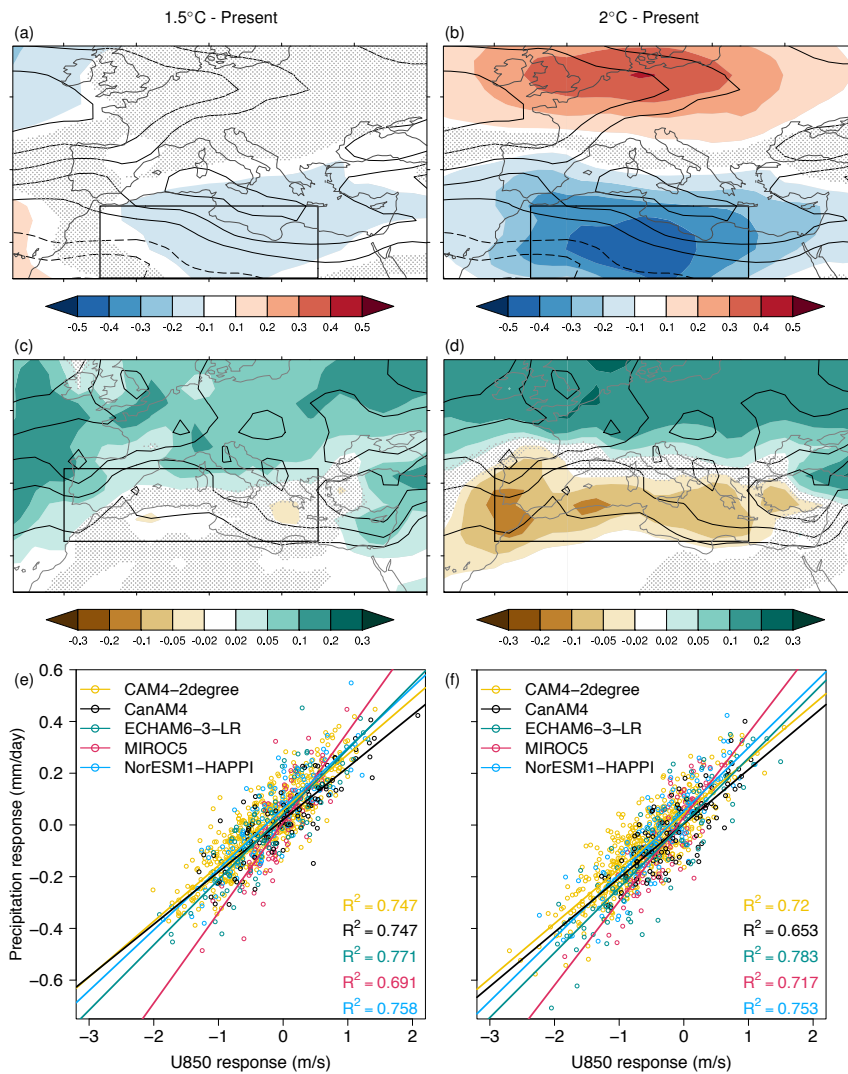 1.5°C - Present
2°C - Present
(a)
(b)
-0.5 -0.4 -0.3 -0.2 -0.1 0.1 0.2 0.3 0.4 0.5
-0.5 -0.4 -0.3 -0.2 -0.1 0.1 0.2 0.3 0.4 0.5
(c)
(d)
-0.3 -0.2 -0.1 -0.05 -0.02 0.02 0.05 0.1 0.2 0.3
-0.3 -0.2 -0.1 -0.05 -0.02 0.02 0.05 0.1 0.2 0.3
(e)
CAM4−2degree
CanAM4
ECHAM6−3−LR
MIROC5
NorESM1−HAPPI
R² = 0.747
R² = 0.747
R² = 0.771
R² = 0.691
R² = 0.758
0.6
0.4
0.2
0.0
−0.2
−0.4
−0.6
Precipitation response (mm/day)
−3 −2 −1 0 1 2
U850 response (m/s)
(f)
CAM4−2degree
CanAM4
ECHAM6−3−LR
MIROC5
NorESM1−HAPPI
R² = 0.72
R² = 0.653
R² = 0.783
R² = 0.717
R² = 0.753
−3 −2 −1 0 1 2
U850 response (m/s)